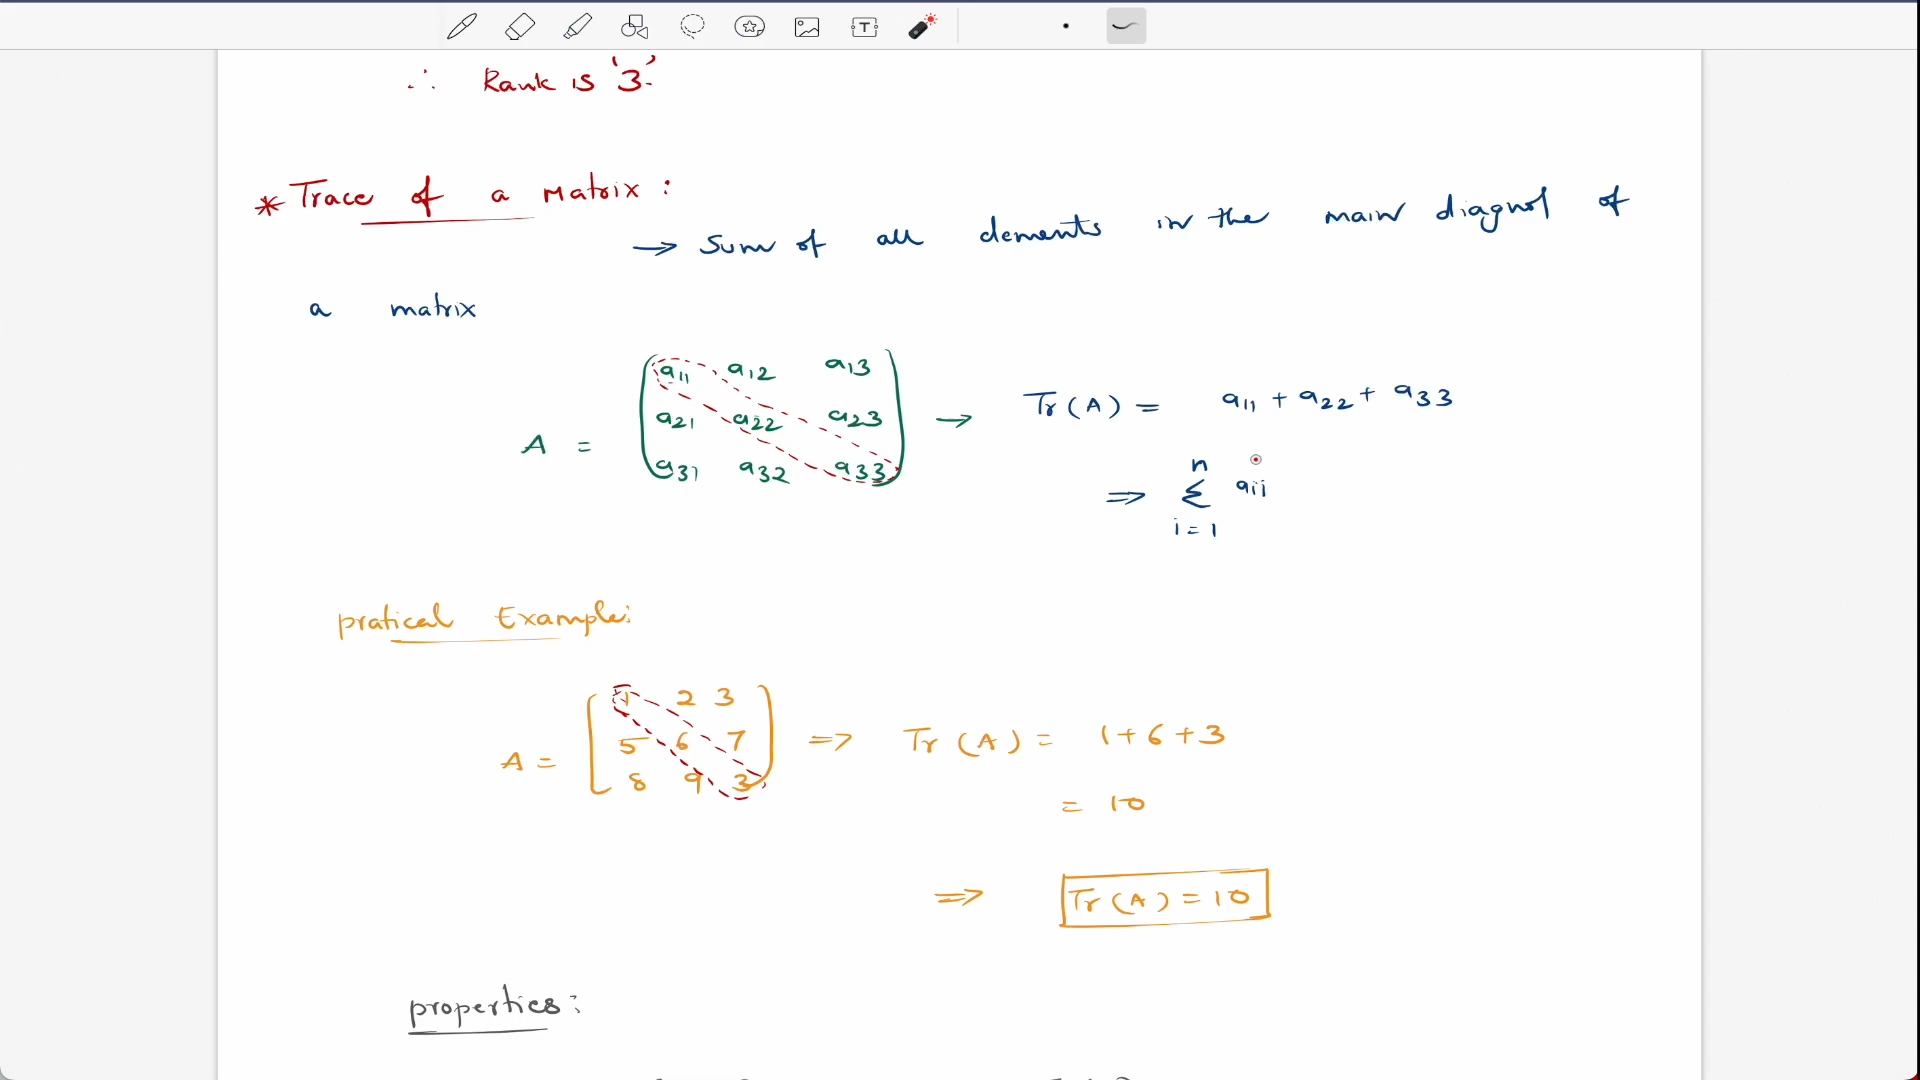 ∴ Rank is '3'.
* Trace of a Matrix :
→ Sum of all elements in the main diagnol of
a matrix
A = [ a11 a12 a13
a21 a22 a23
a31 a32 a33 ] → Tr(A) = a11 + a22 + a33
⇒ n Σ i=1 aii
pratical Example:
A = [ 1 2 3
5 6 7
8 9 3 ] ⇒ Tr (A) = 1+6+3
= 10
⇒ Tr (A) = 10
properties :